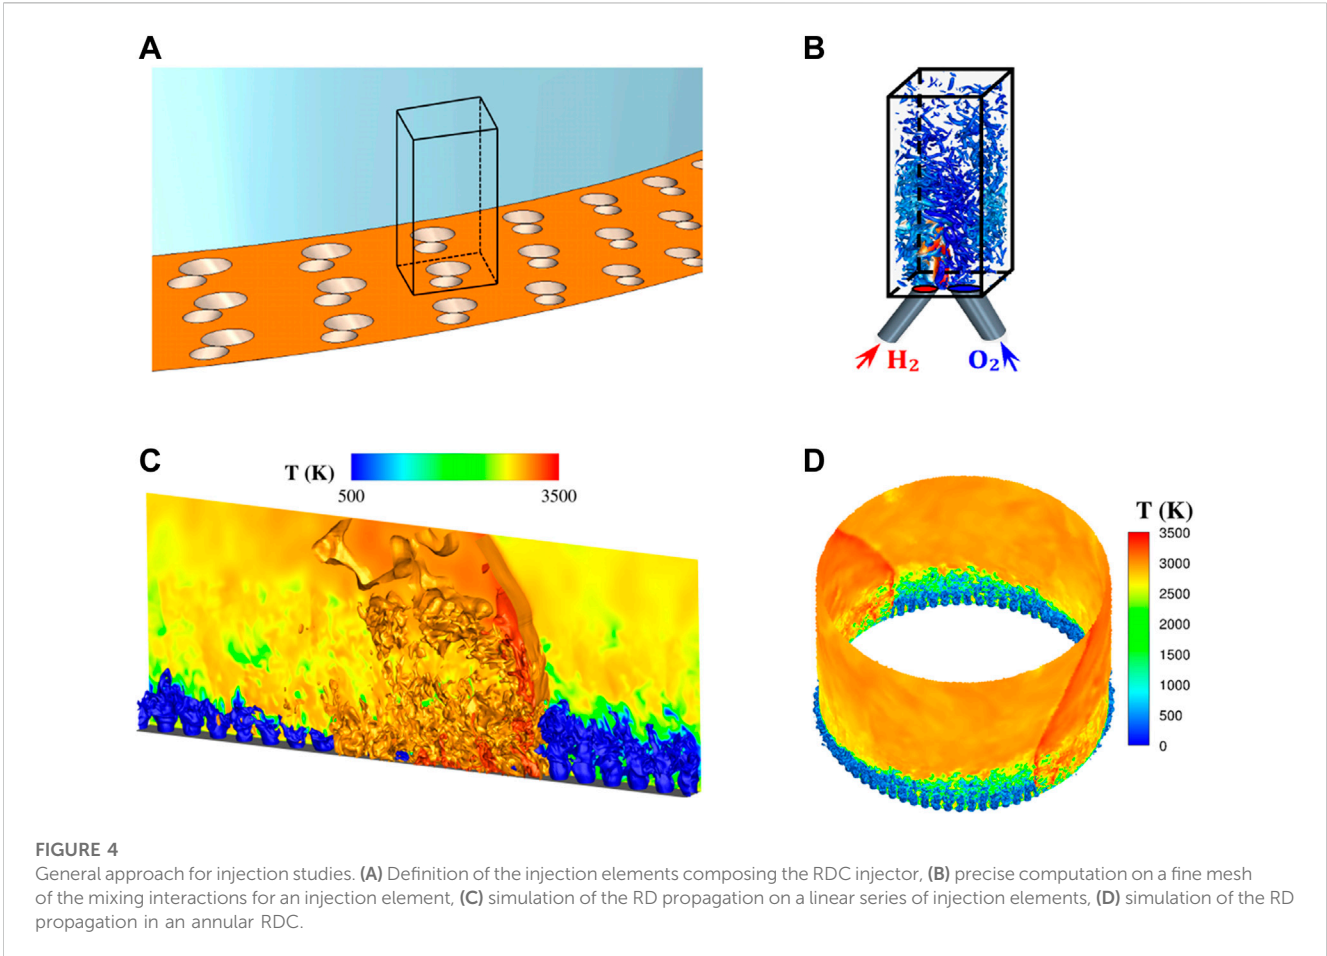 A
B
H₂
O₂
C
T (K)
500
3500
D
T (K)
3500
3000
2500
2000
1500
1000
500
0
FIGURE 4
General approach for injection studies. (A) Definition of the injection elements composing the RDC injector, (B) precise computation on a fine mesh
of the mixing interactions for an injection element, (C) simulation of the RD propagation on a linear series of injection elements, (D) simulation of the RD
propagation in an annular RDC.